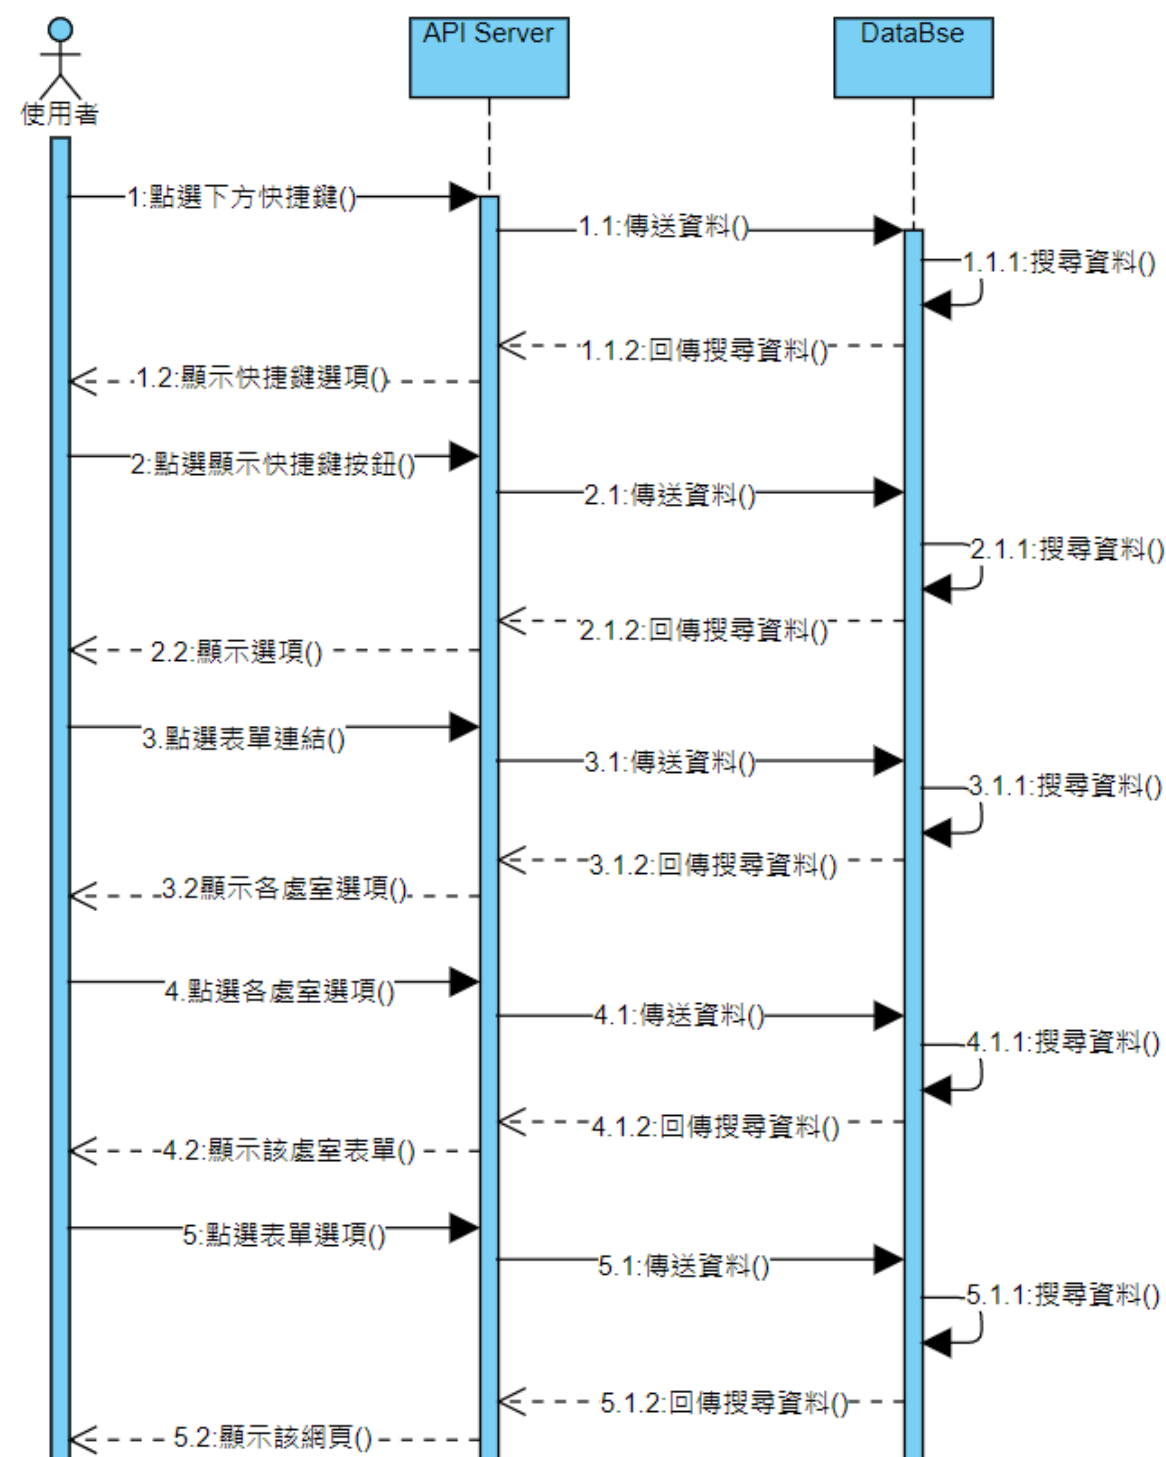 使用者
API Server
DataBse
1:點選下方快捷鍵()
1.1:傳送資料()
1.1.1:搜尋資料()
1.1.2:回傳搜尋資料()
1.2:顯示快捷鍵選項()
2:點選顯示快捷鍵按鈕()
2.1:傳送資料()
2.1.1:搜尋資料()
2.1.2:回傳搜尋資料()
2.2:顯示選項()
3.點選表單連結()
3.1:傳送資料()
3.1.1:搜尋資料()
3.1.2:回傳搜尋資料()
3.2顯示各處室選項()
4.點選各處室選項()
4.1:傳送資料()
4.1.1:搜尋資料()
4.1.2:回傳搜尋資料()
4.2:顯示該處室表單()
5:點選表單選項()
5.1:傳送資料()
5.1.1:搜尋資料()
5.1.2:回傳搜尋資料()
5.2:顯示該網頁()